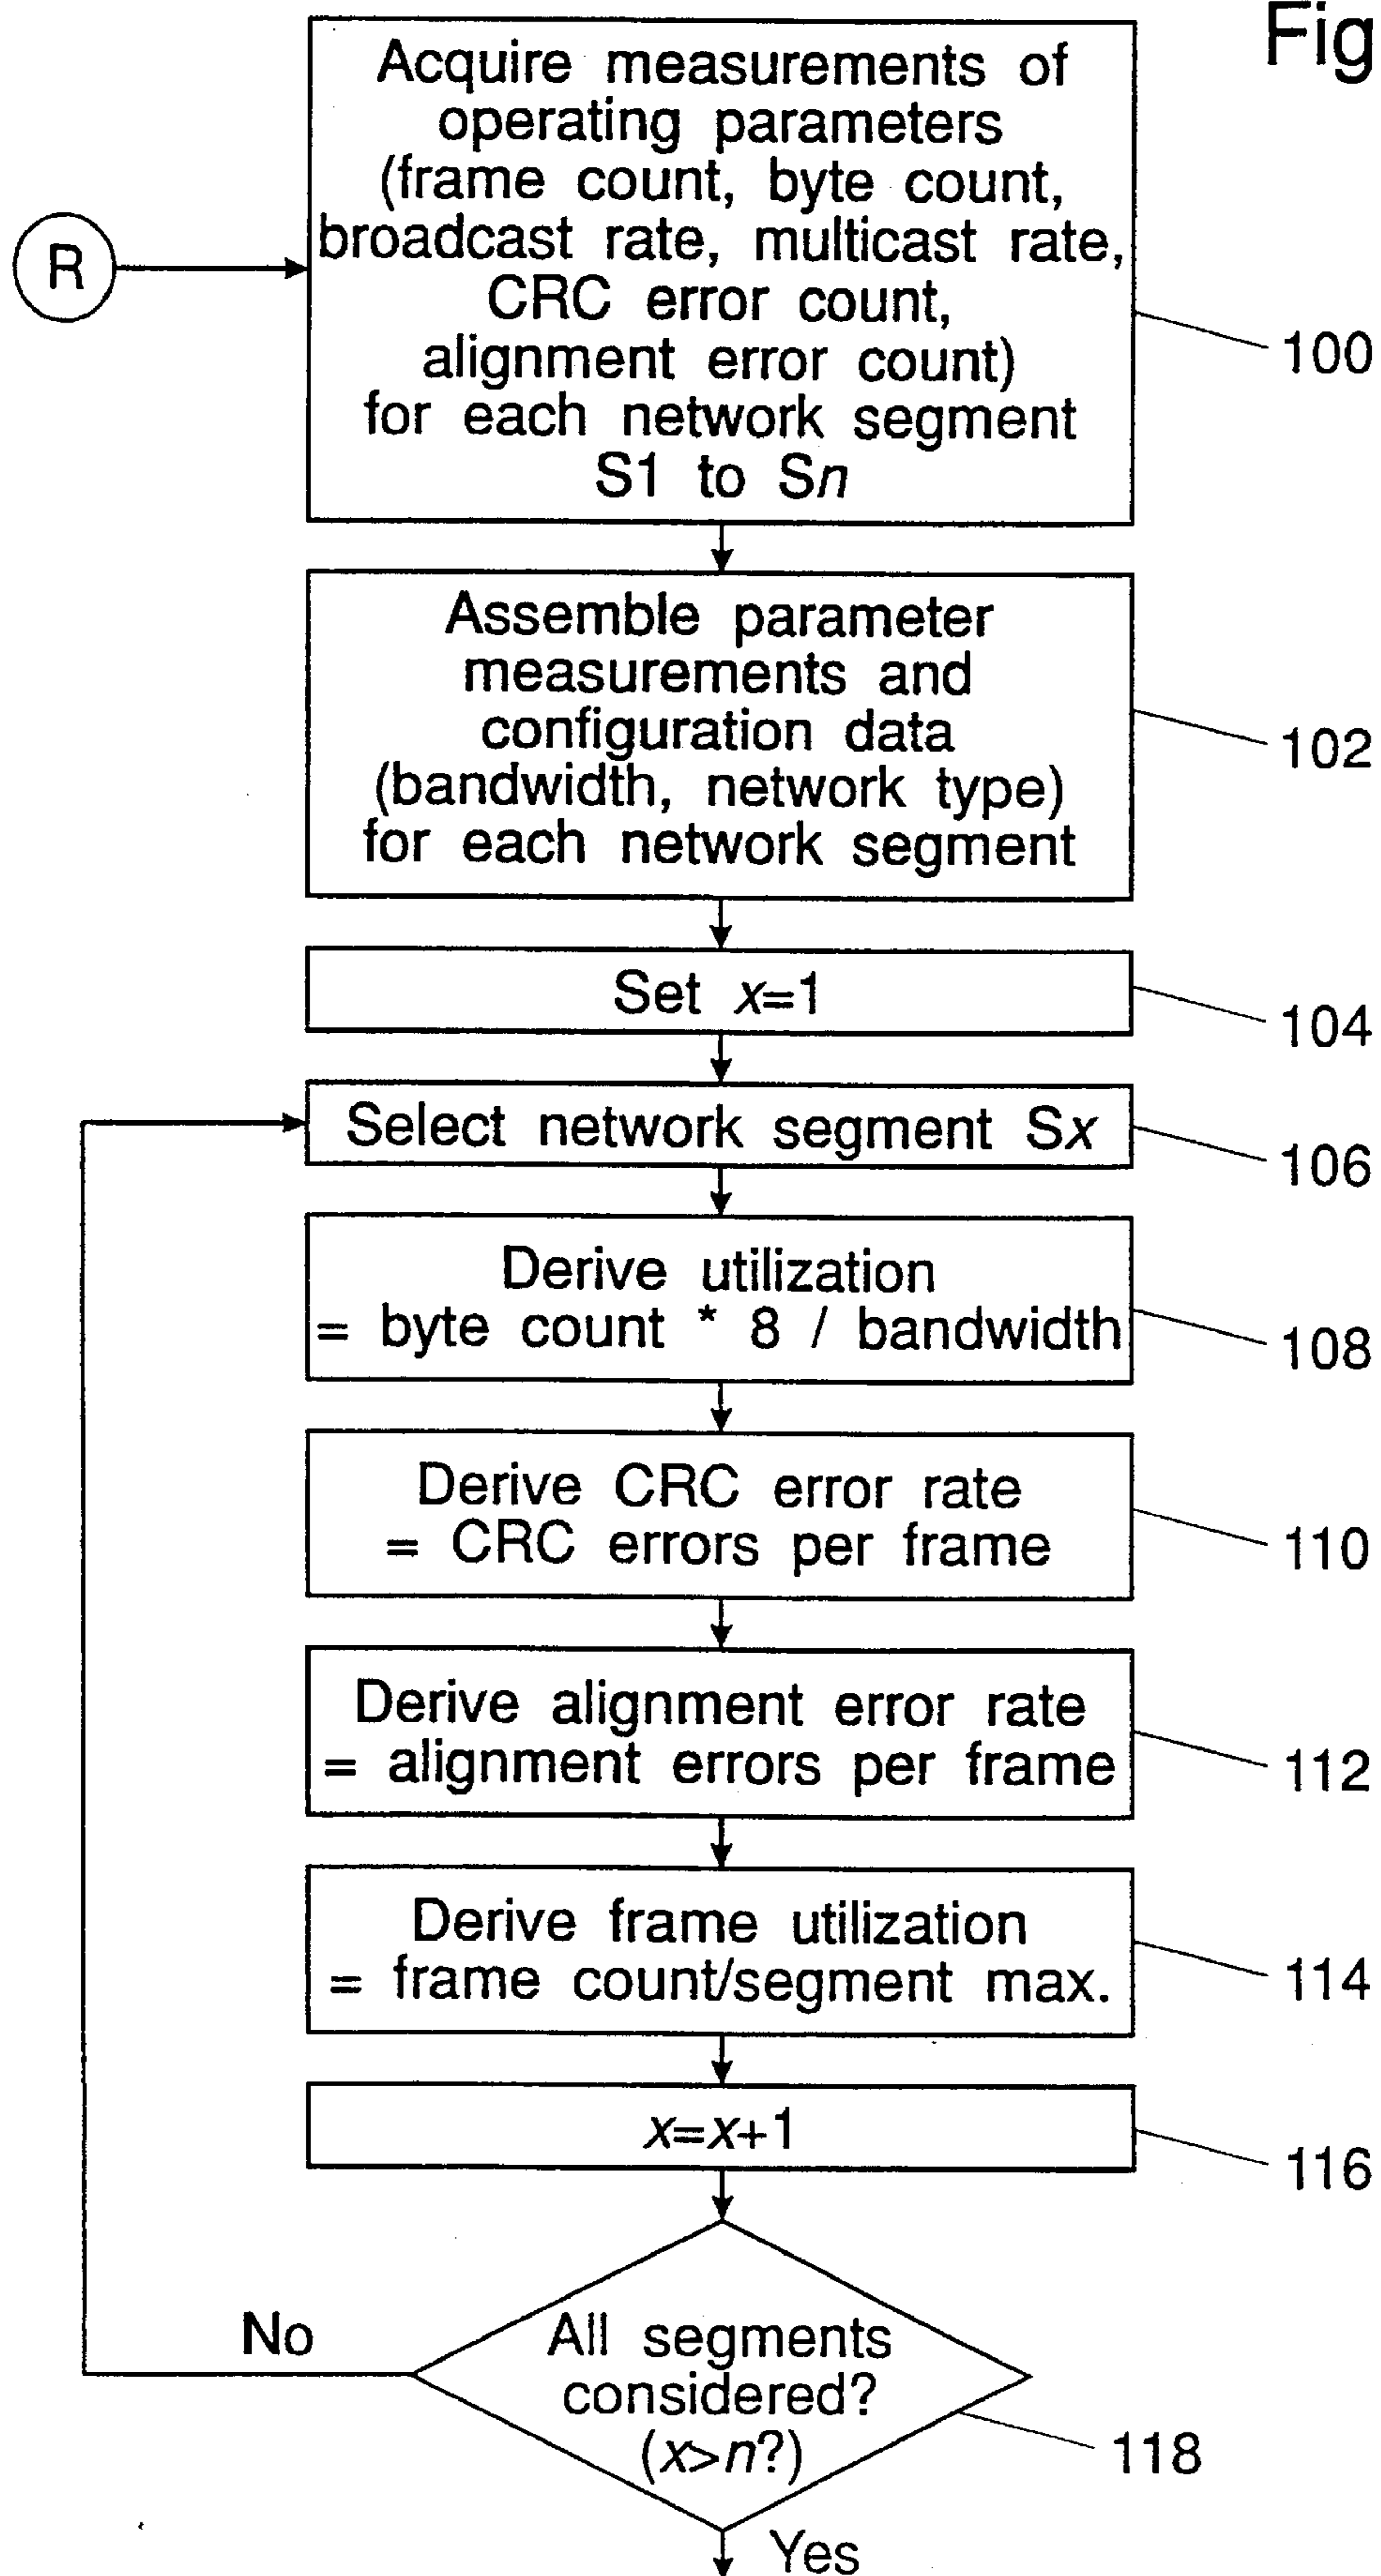 Fig
R
Acquire measurements of
operating parameters
(frame count, byte count,
broadcast rate, multicast rate,
CRC error count,
alignment error count)
for each network segment
S1 to Sn
100
Assemble parameter
measurements and
configuration data
(bandwidth, network type)
for each network segment
102
Set x=1
104
Select network segment Sx
106
Derive utilization
= byte count * 8 / bandwidth
108
Derive CRC error rate
= CRC errors per frame
110
Derive alignment error rate
= alignment errors per frame
112
Derive frame utilization
= frame count/segment max.
114
x=x+1
116
No
All segments
considered?
(x>n?)
118
Yes